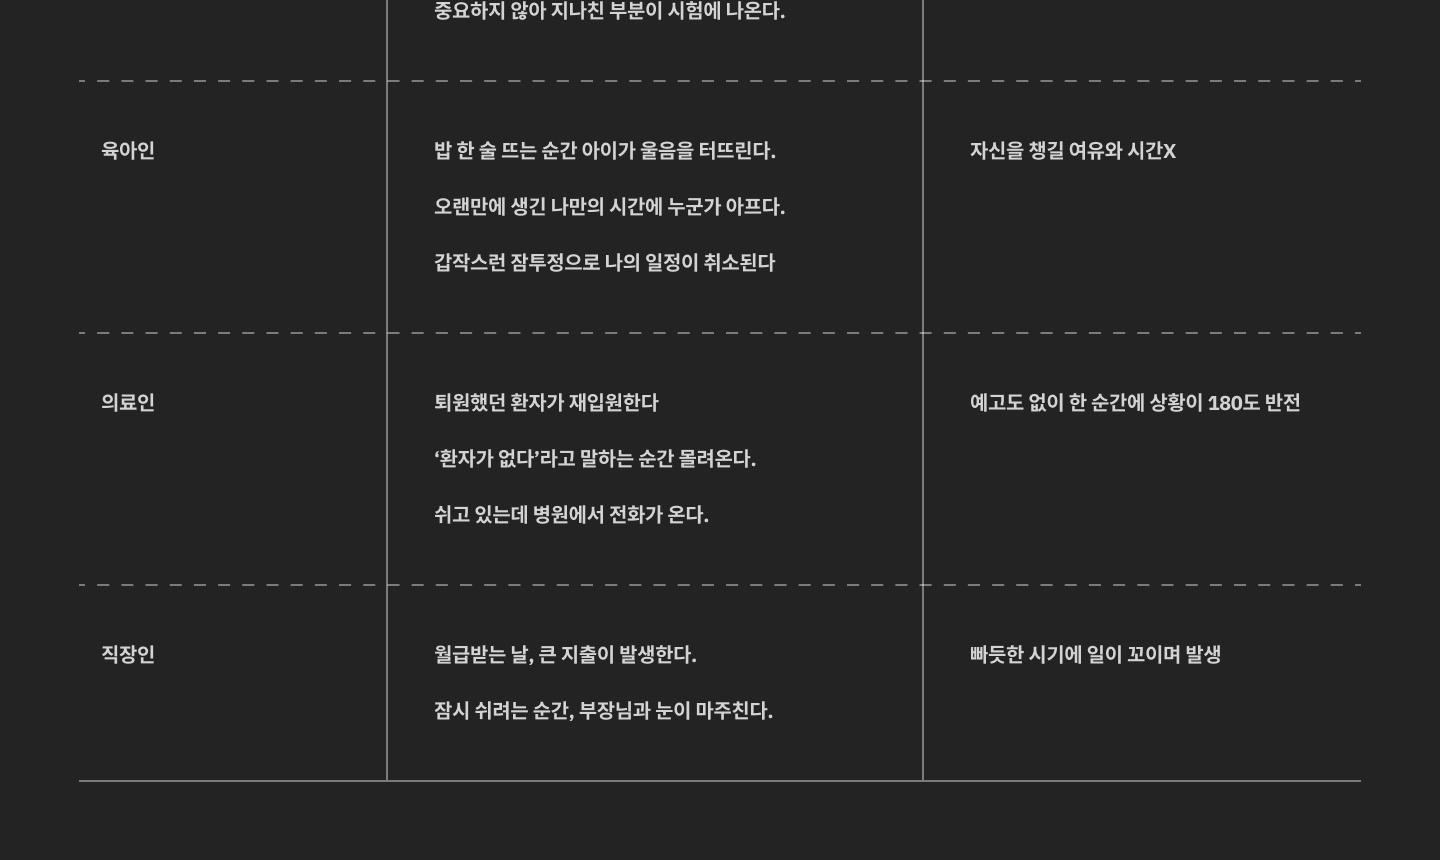 중요하지 않아 지나친 부분이 시험에 나온다.
육아인
밥 한 술 뜨는 순간 아이가 울음을 터뜨린다.
오랜만에 생긴 나만의 시간에 누군가 아프다.
갑작스런 잠투정으로 나의 일정이 취소된다
자신을 챙길 여유와 시간X
의료인
퇴원했던 환자가 재입원한다
‘환자가 없다’라고 말하는 순간 몰려온다.
쉬고 있는데 병원에서 전화가 온다.
예고도 없이 한 순간에 상황이 180도 반전
직장인
월급받는 날, 큰 지출이 발생한다.
잠시 쉬려는 순간, 부장님과 눈이 마주친다.
빠듯한 시기에 일이 꼬이며 발생